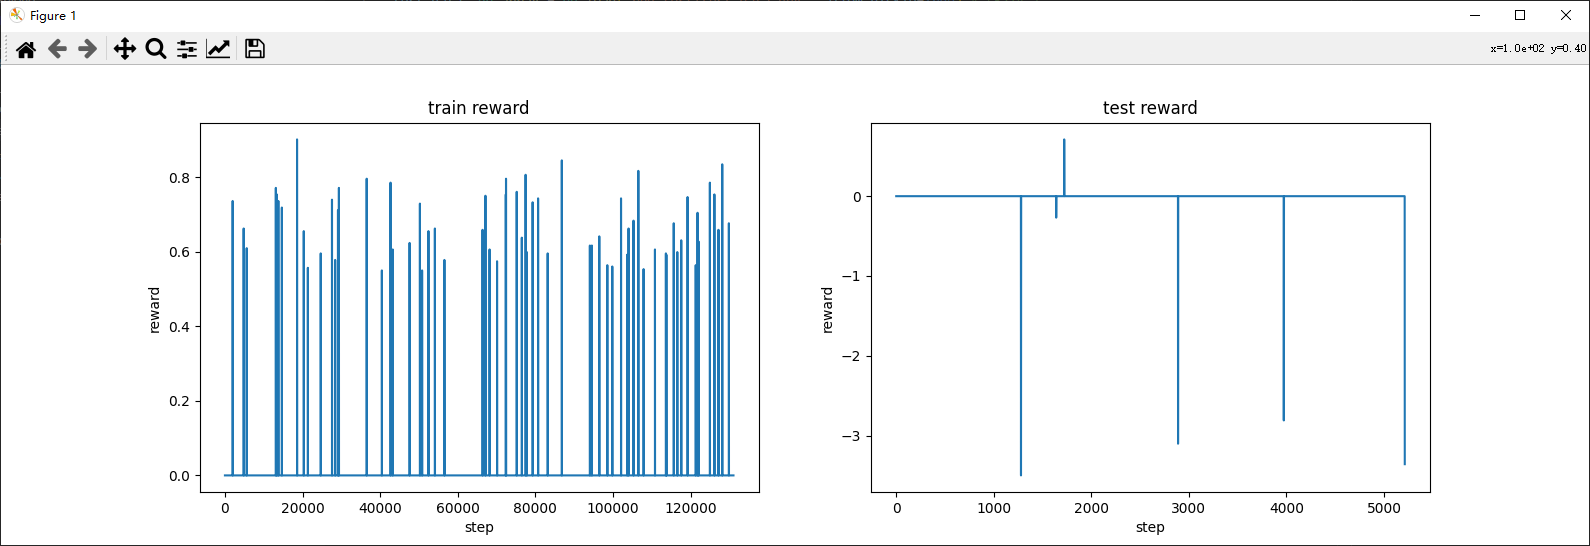 Figure 1
x=1.0e+02 y=0.40
train reward
reward
0.8
0.6
0.4
0.2
0.0
0 20000 40000 60000 80000 100000 120000
step
test reward
reward
0
−1
−2
−3
0 1000 2000 3000 4000 5000
step